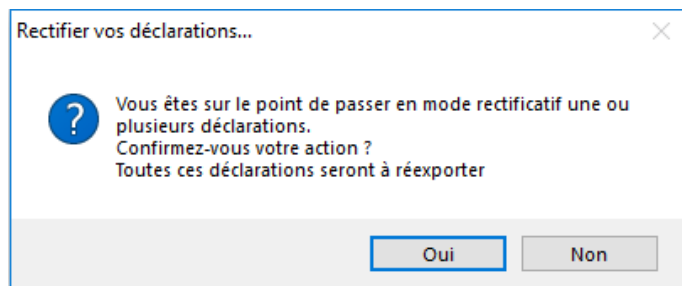 Rectifier vos déclarations...
Vous êtes sur le point de passer en mode rectificatif une ou
plusieurs déclarations.
Confirmez-vous votre action ?
Toutes ces déclarations seront à réexporter
Oui
Non